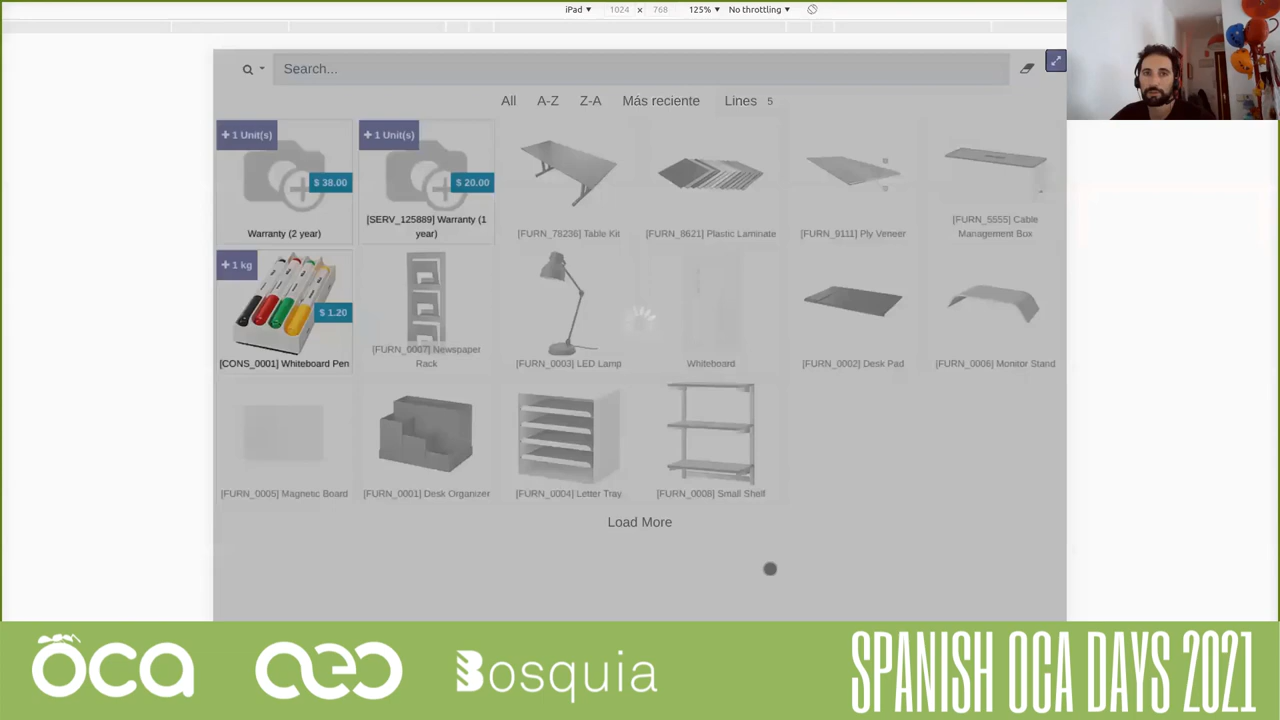 iPad ▾ 1024 × 768 125% ▾ No throttling ▾
Search...
All A-Z Z-A Más reciente Lines 5
+ 1 Unit(s)
$ 38.00
Warranty (2 year)
+ 1 Unit(s)
$ 20.00
[SERV_125889] Warranty (1
year)
[FURN_78236] Table Kit
[FURN_8621] Plastic Laminate
[FURN_9111] Ply Veneer
[FURN_5555] Cable
Management Box
+ 1 kg
$ 1.20
[CONS_0001] Whiteboard Pen
[FURN_0007] Newspaper
Rack
[FURN_0003] LED Lamp
Whiteboard
[FURN_0002] Desk Pad
[FURN_0006] Monitor Stand
[FURN_0005] Magnetic Board
[FURN_0001] Desk Organizer
[FURN_0004] Letter Tray
[FURN_0008] Small Shelf
Load More
oca aeo Bosquia SPANISH OCA DAYS 2021